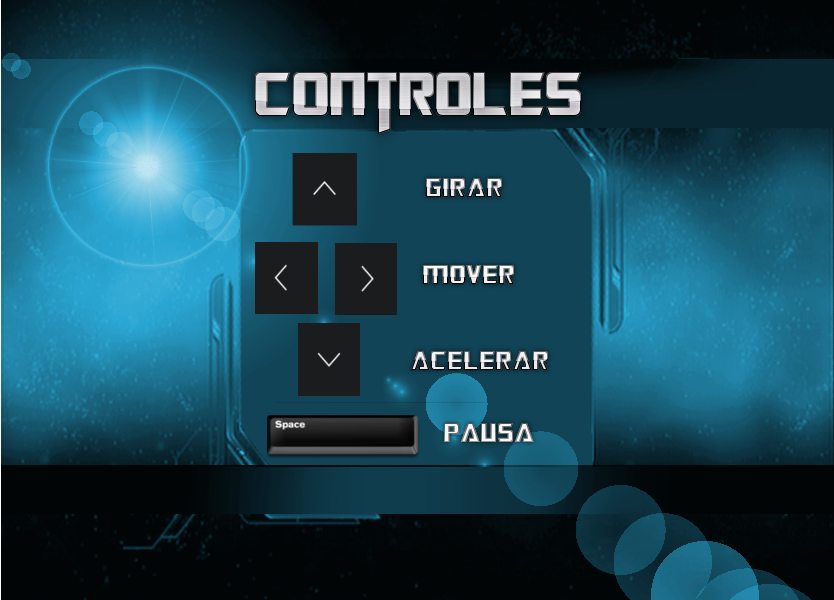 CONTROLES
GIRAR
MOVER
ACELERAR
Space
PAUSA